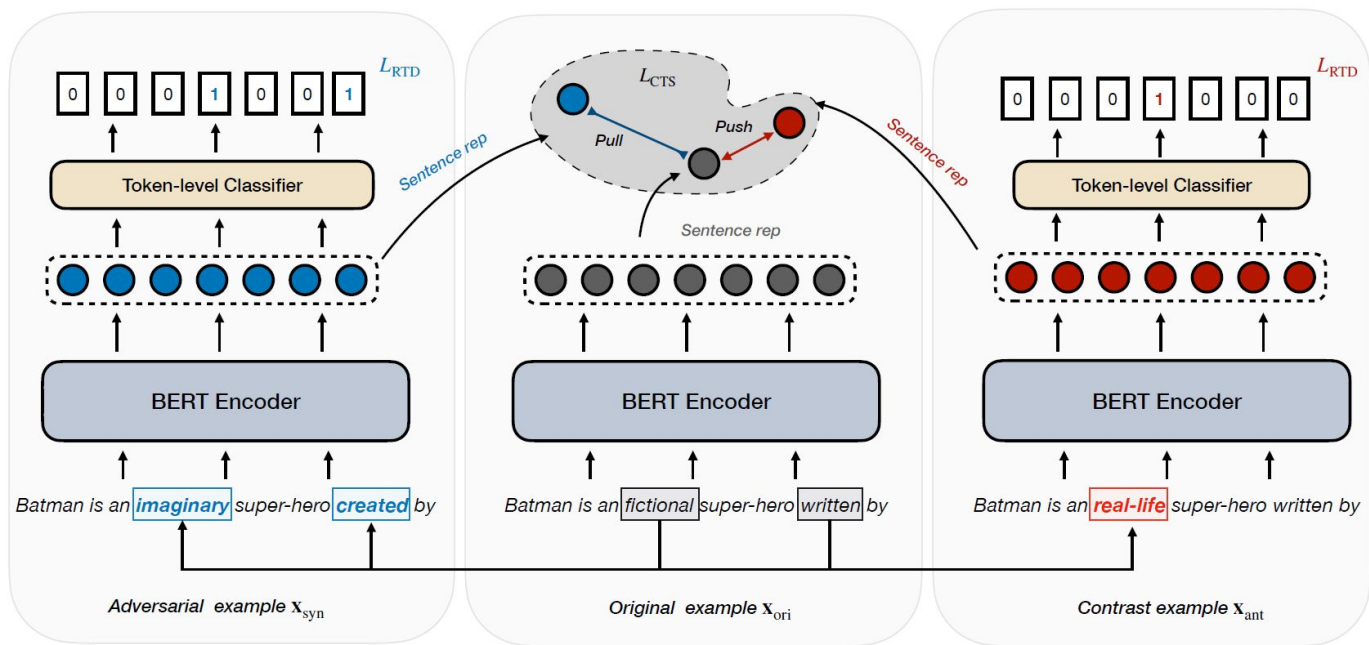 L_RTD
0 0 0 1 0 0 1
Token-level Classifier
Sentence rep
BERT Encoder
Batman is an imaginary super-hero created by
Adversarial example x_syn
L_CTS
Pull
Push
Sentence rep
BERT Encoder
Batman is an fictional super-hero written by
Original example x_ori
L_RTD
0 0 0 1 0 0 0
Sentence rep
Token-level Classifier
BERT Encoder
Batman is an real-life super-hero written by
Contrast example x_ant